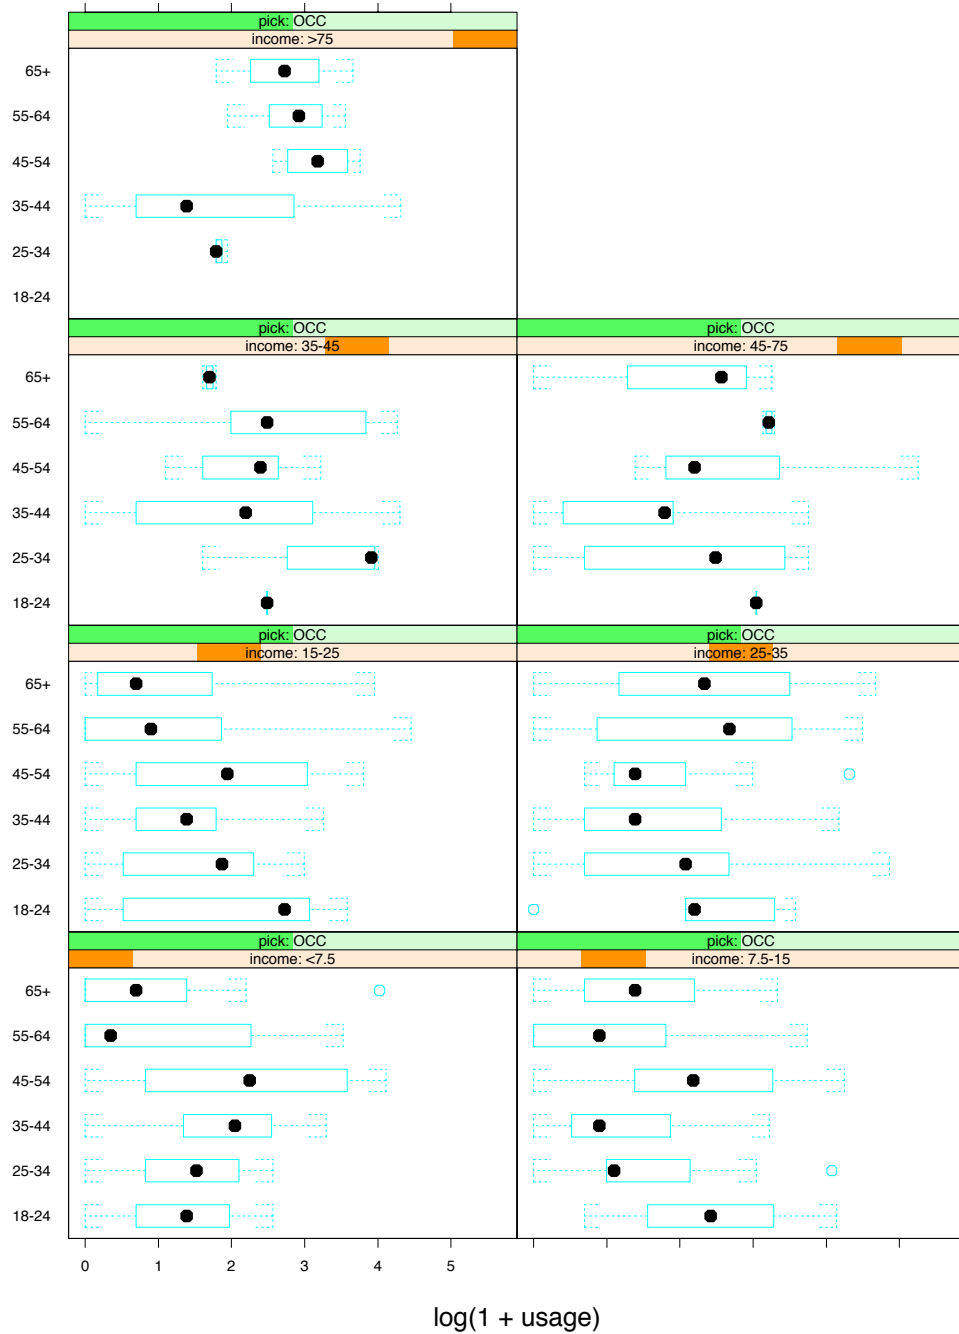 pick: OCC
income: >75
65+
55-64
45-54
35-44
25-34
18-24
pick: OCC
income: 35-45
pick: OCC
income: 45-75
65+
55-64
45-54
35-44
25-34
18-24
pick: OCC
income: 15-25
pick: OCC
income: 25-35
65+
55-64
45-54
35-44
25-34
18-24
pick: OCC
income: <7.5
pick: OCC
income: 7.5-15
65+
55-64
45-54
35-44
25-34
18-24
0 1 2 3 4 5
log(1 + usage)